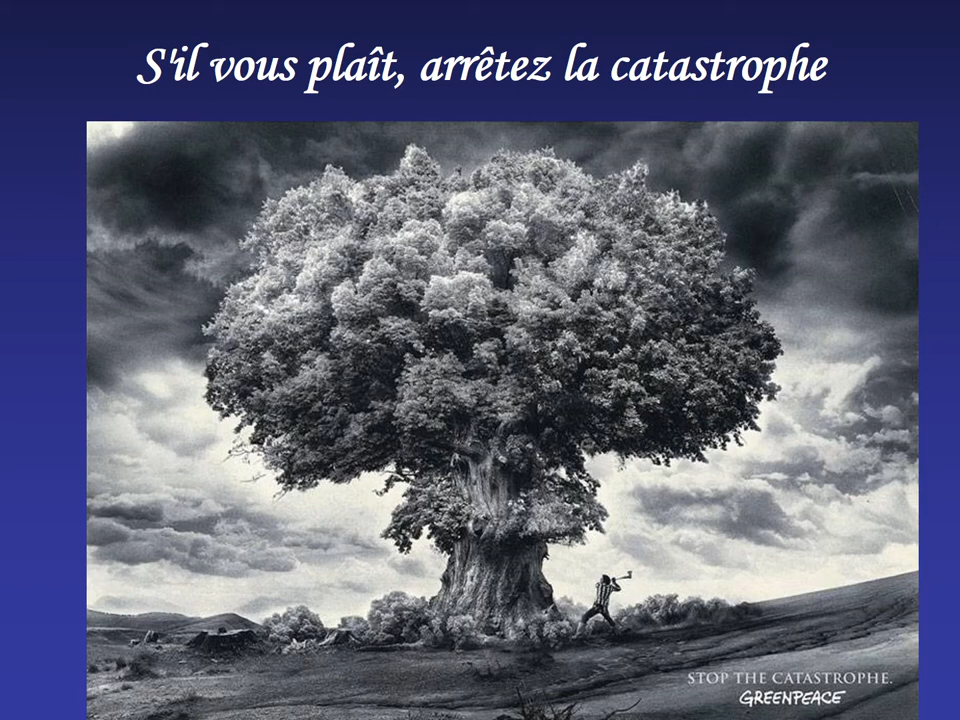 S'il vous plaît, arrêtez la catastrophe
STOP THE CATASTROPHE.
GREENPEACE